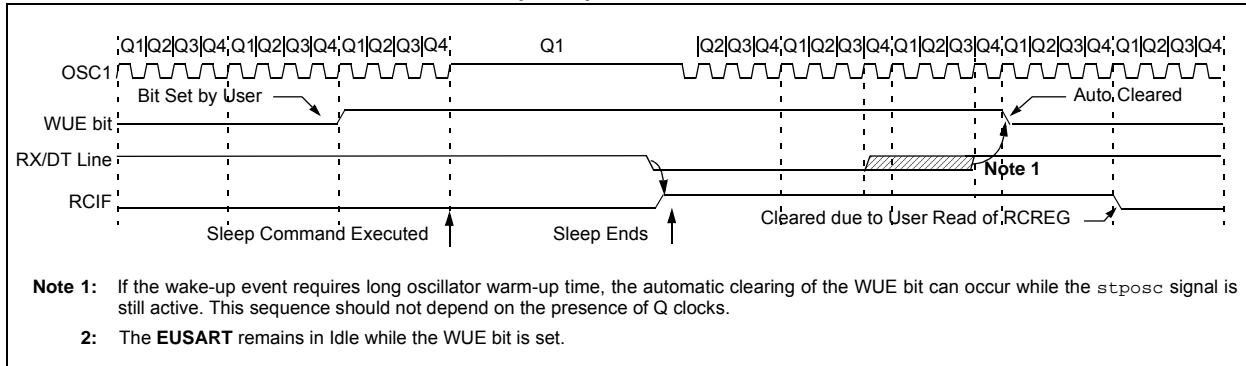 Q1|Q2|Q3|Q4 Q1|Q2|Q3|Q4 Q1|Q2|Q3|Q4 Q1 |Q2|Q3|Q4 Q1|Q2|Q3|Q4 Q1|Q2|Q3|Q4 Q1|Q2|Q3|Q4 Q1|Q2|Q3|Q4
OSC1
Bit Set by User Auto Cleared
WUE bit
RX/DT Line
Note 1
RCIF
Cleared due to User Read of RCREG
Sleep Command Executed Sleep Ends
Note 1: If the wake-up event requires long oscillator warm-up time, the automatic clearing of the WUE bit can occur while the stposc signal is
still active. This sequence should not depend on the presence of Q clocks.
2: The EUSART remains in Idle while the WUE bit is set.